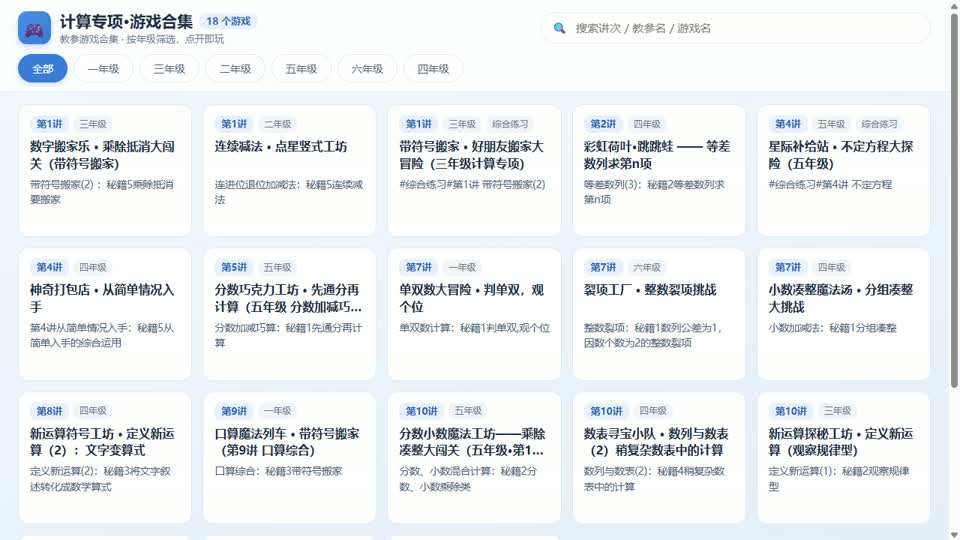 计算专项·游戏合集 18 个游戏
教参游戏合集 · 按年级筛选，点开即玩
搜索讲次 / 教参名 / 游戏名
全部 一年级 三年级 二年级 五年级 六年级 四年级
第1讲 三年级
数字搬家乐・乘除抵消大闯
关（带符号搬家）
带符号搬家(2)：秘籍5乘除抵消
要搬家
第1讲 二年级
连续减法・点星竖式工坊
连进位退位加减法：秘籍5连续减
法
第1讲 三年级 综合练习
带符号搬家・好朋友搬家大
冒险（三年级计算专项）
#综合练习#第1讲 带符号搬家(2)
第2讲 四年级
彩虹荷叶•跳跳蛙 —— 等差
数列求第n项
等差数列(3)：秘籍2等差数列求
第n项
第4讲 五年级 综合练习
星际补给站・不定方程大探
险（五年级）
#综合练习#第4讲 不定方程
第4讲 四年级
神奇打包店・从简单情况入
手
第4讲从简单情况入手：秘籍5从
简单入手的综合运用
第5讲 五年级
分数巧克力工坊・先通分再
计算（五年级 分数加减巧...
分数加减巧算：秘籍1先通分再计
算
第7讲 一年级
单双数大冒险・判单双，观
个位
单双数计算：秘籍1判单双,观个位
第7讲 六年级
裂项工厂・整数裂项挑战
整数裂项：秘籍1数列公差为1，
因数个数为2的整数裂项
第7讲 四年级
小数凑整魔法汤・分组凑整
大挑战
小数加减法：秘籍1分组凑整
第8讲 四年级
新运算符号工坊・定义新运
算（2）：文字变算式
定义新运算(2)：秘籍3将文字叙
述转化成数学算式
第9讲 一年级
口算魔法列车・带符号搬家
（第9讲 口算综合）
口算综合：秘籍3带符号搬家
第10讲 五年级
分数小数魔法工坊——乘除
凑整大闯关（五年级•第1...
分数、小数混合计算：秘籍2分
数、小数乘除类
第10讲 四年级
数表寻宝小队・数列与数表
（2）稍复杂数表中的计算
数列与数表(2)：秘籍4稍复杂数
表中的计算
第10讲 三年级
新运算探秘工坊・定义新运
算（观察规律型）
定义新运算(1)：秘籍2观察规律
型